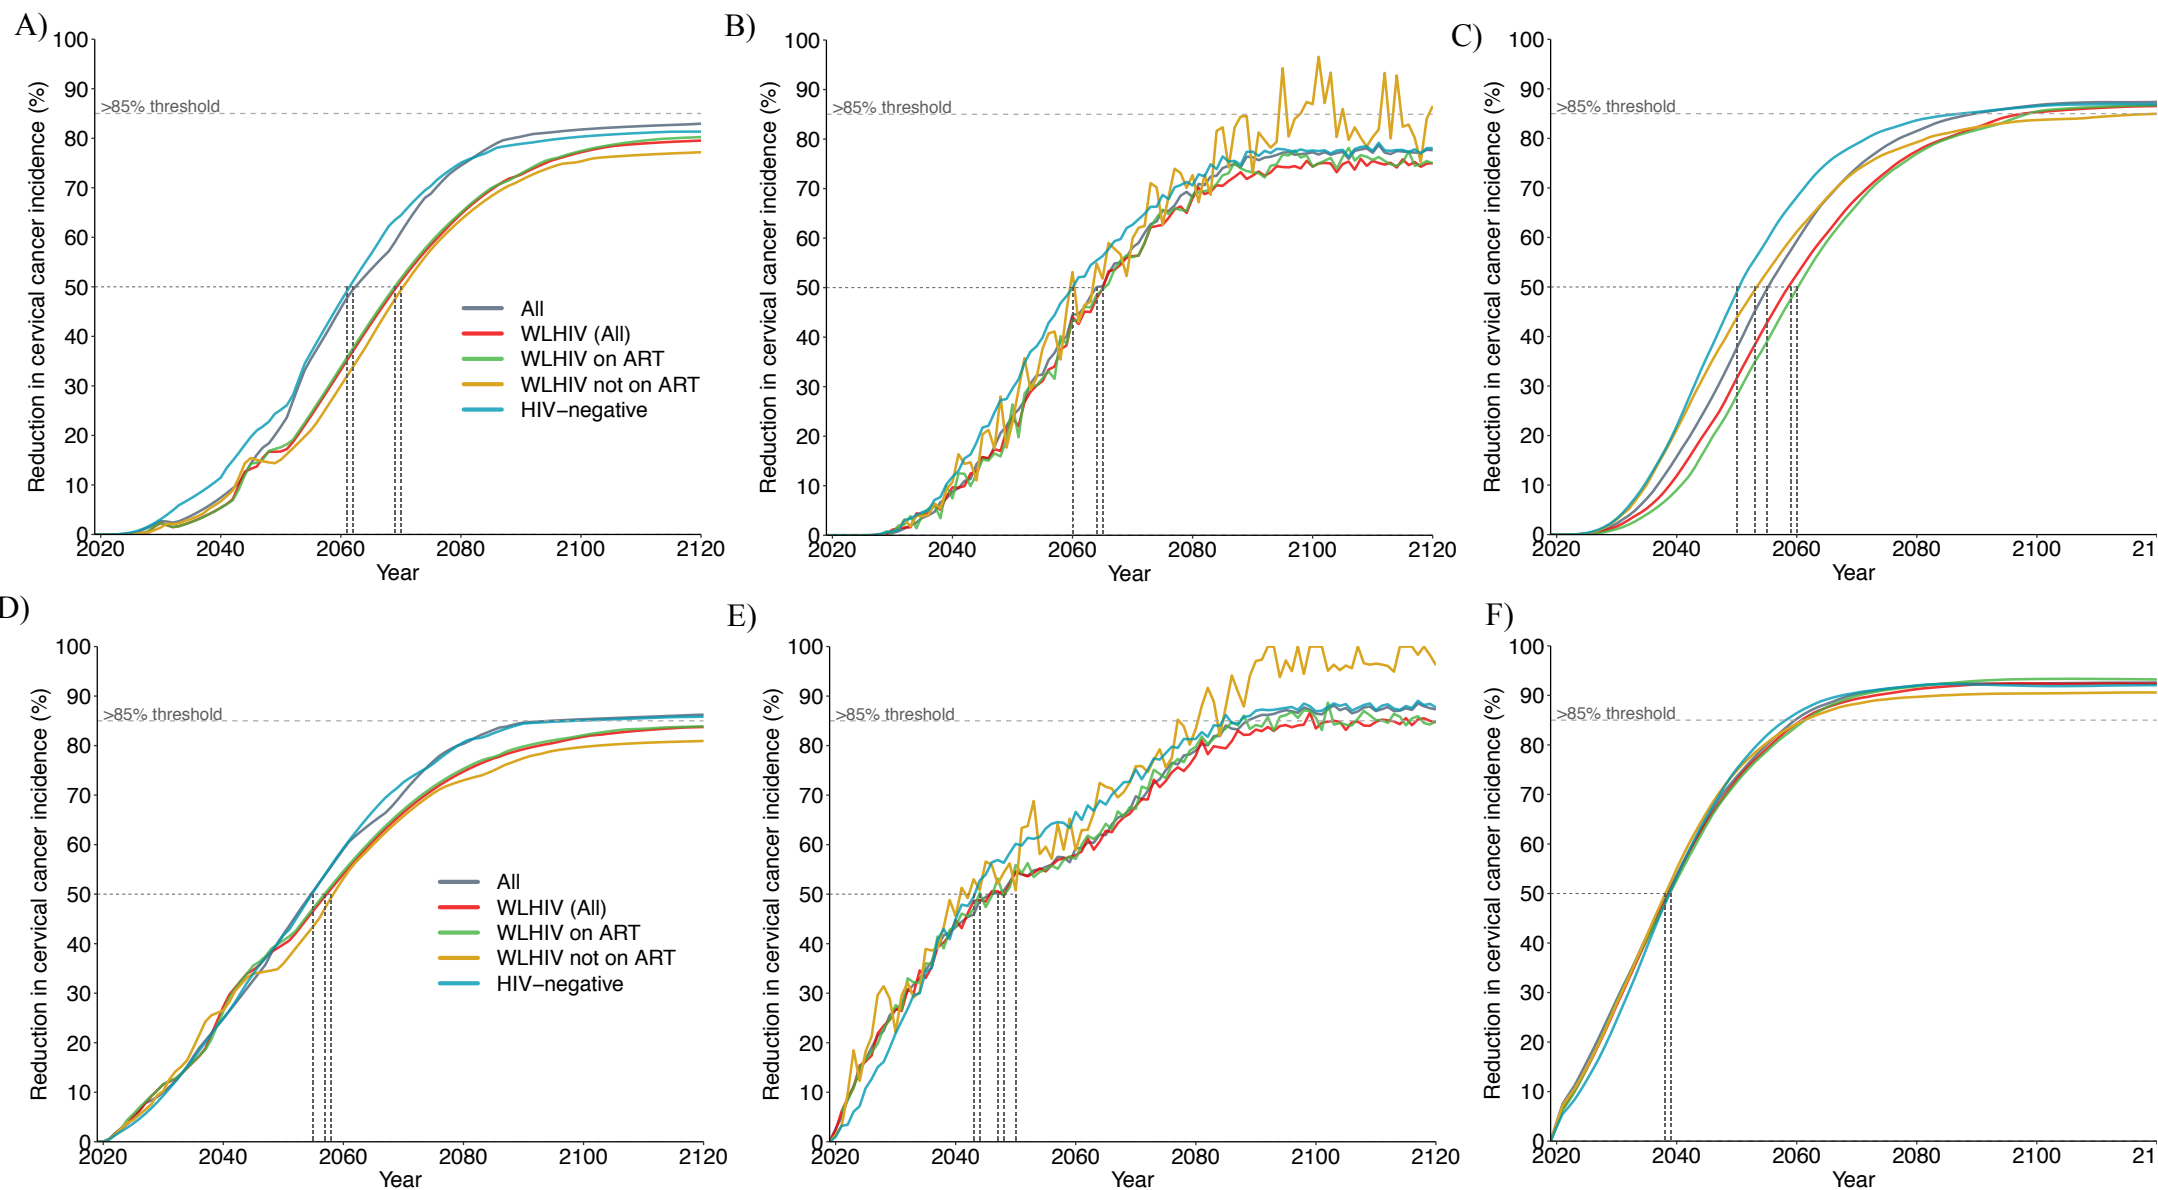 A)
Reduction in cervical cancer incidence (%)
100
90
80
70
60
50
40
30
20
10
0
>85% threshold
All
WLHIV (All)
WLHIV on ART
WLHIV not on ART
HIV−negative
2020 2040 2060 2080 2100 2120
Year
B)
Reduction in cervical cancer incidence (%)
100
90
80
70
60
50
40
30
20
10
0
>85% threshold
2020 2040 2060 2080 2100 2120
Year
C)
Reduction in cervical cancer incidence (%)
100
90
80
70
60
50
40
30
20
10
0
>85% threshold
2020 2040 2060 2080 2100 21
Year
D)
Reduction in cervical cancer incidence (%)
100
90
80
70
60
50
40
30
20
10
0
>85% threshold
All
WLHIV (All)
WLHIV on ART
WLHIV not on ART
HIV−negative
2020 2040 2060 2080 2100 2120
Year
E)
Reduction in cervical cancer incidence (%)
100
90
80
70
60
50
40
30
20
10
0
>85% threshold
2020 2040 2060 2080 2100 2120
Year
F)
Reduction in cervical cancer incidence (%)
100
90
80
70
60
50
40
30
20
10
0
>85% threshold
2020 2040 2060 2080 2100 21
Year